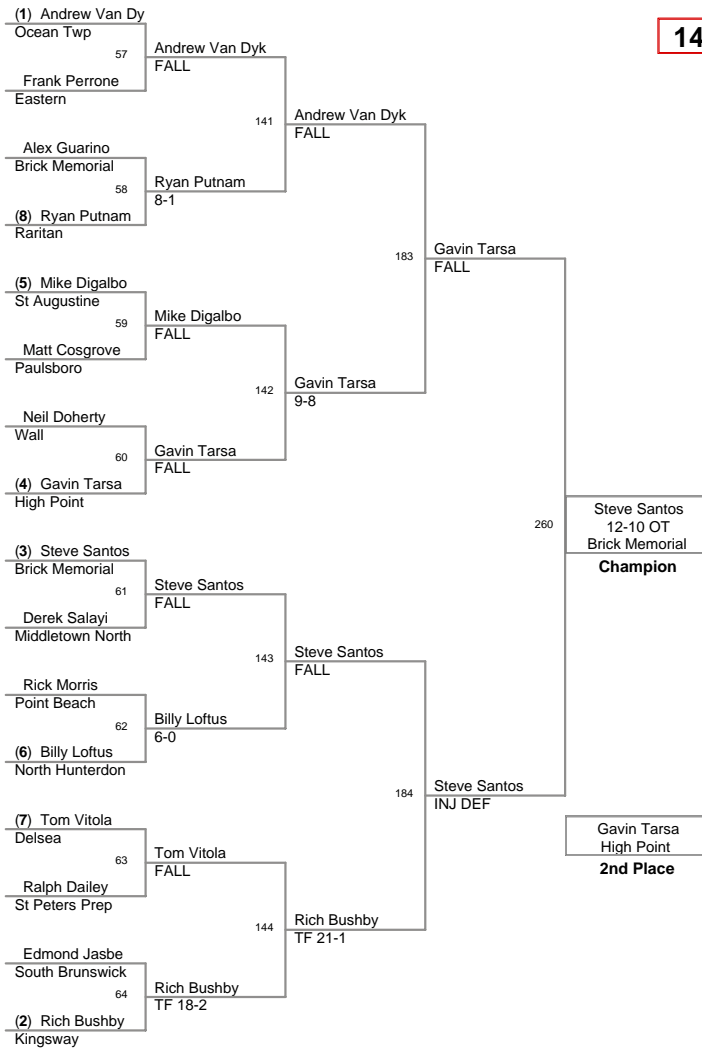 (1) Andrew Van Dy
Ocean Twp
57
Andrew Van Dyk
FALL
Frank Perrone
Eastern
141
Andrew Van Dyk
FALL
Alex Guarino
Brick Memorial
58
Ryan Putnam
8-1
(8) Ryan Putnam
Raritan
183
Gavin Tarsa
FALL
(5) Mike Digalbo
St Augustine
59
Mike Digalbo
FALL
Matt Cosgrove
Paulsboro
142
Gavin Tarsa
9-8
Neil Doherty
Wall
60
Gavin Tarsa
FALL
(4) Gavin Tarsa
High Point
260
Steve Santos
12-10 OT
Brick Memorial
Champion
(3) Steve Santos
Brick Memorial
61
Steve Santos
FALL
Derek Salayi
Middletown North
143
Steve Santos
FALL
Rick Morris
Point Beach
62
Billy Loftus
6-0
(6) Billy Loftus
North Hunterdon
184
Steve Santos
INJ DEF
(7) Tom Vitola
Delsea
63
Tom Vitola
FALL
Ralph Dailey
St Peters Prep
144
Rich Bushby
TF 21-1
Edmond Jasbe
South Brunswick
64
Rich Bushby
TF 18-2
(2) Rich Bushby
Kingsway
Gavin Tarsa
High Point
2nd Place
14